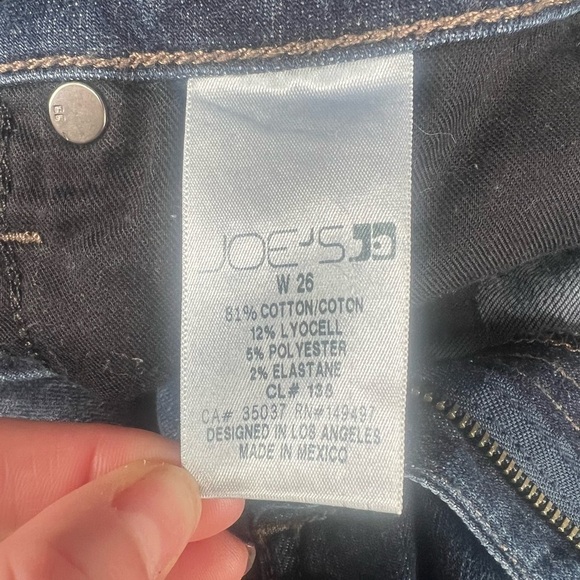 JOE'S JD
W 26
81% COTTON/COTON
12% LYOCELL
5% POLYESTER
2% ELASTANE
CL# 138
CA# 35037 RN#149497
DESIGNED IN LOS ANGELES
MADE IN MEXICO